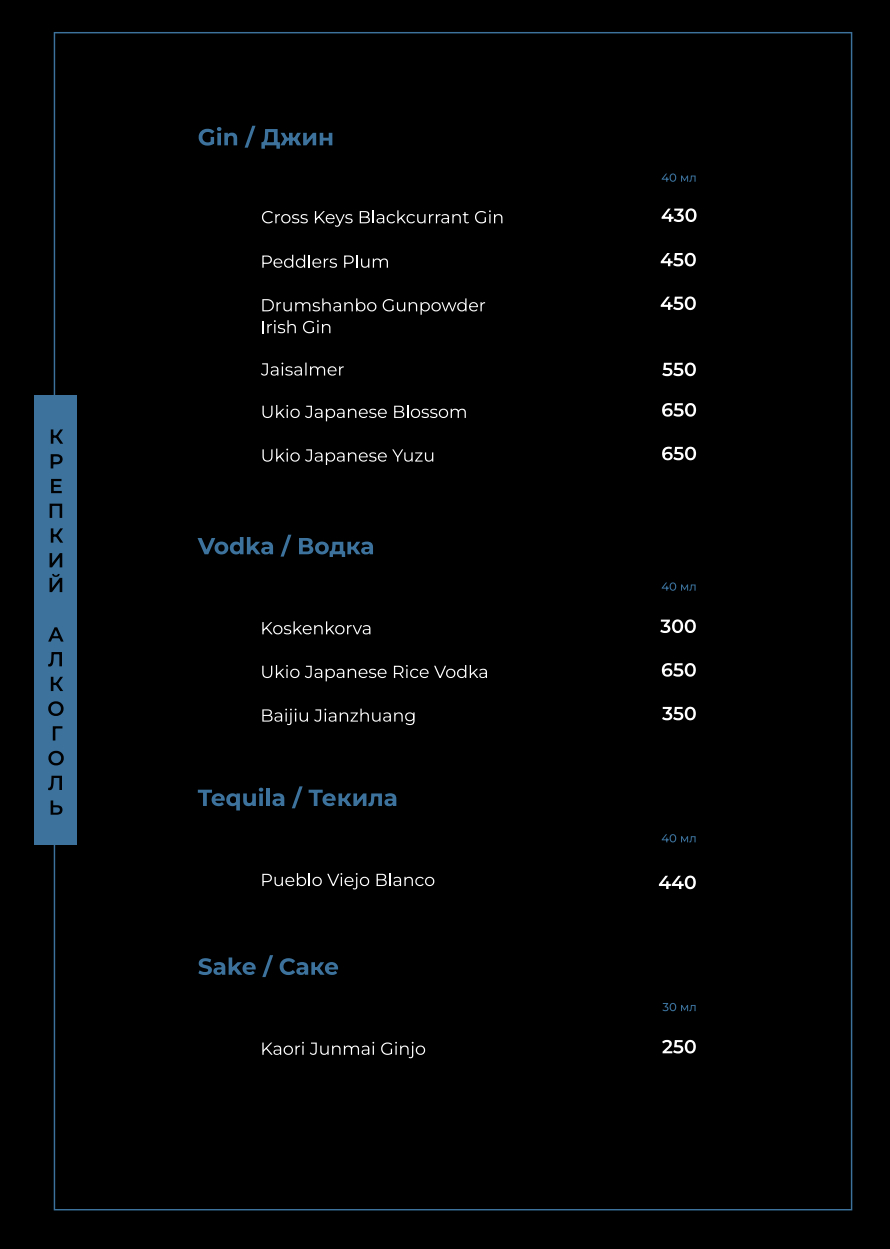 Gin / Джин
40 мл
Cross Keys Blackcurrant Gin 430
Peddlers Plum 450
Drumshanbo Gunpowder 450
Irish Gin
Jaisalmer 550
Ukio Japanese Blossom 650
Ukio Japanese Yuzu 650
КРЕПКИЙ АЛКОГОЛЬ
Vodka / Водка
40 мл
Koskenkorva 300
Ukio Japanese Rice Vodka 650
Baijiu Jianzhuang 350
Tequila / Текила
40 мл
Pueblo Viejo Blanco 440
Sake / Саке
30 мл
Kaori Junmai Ginjo 250